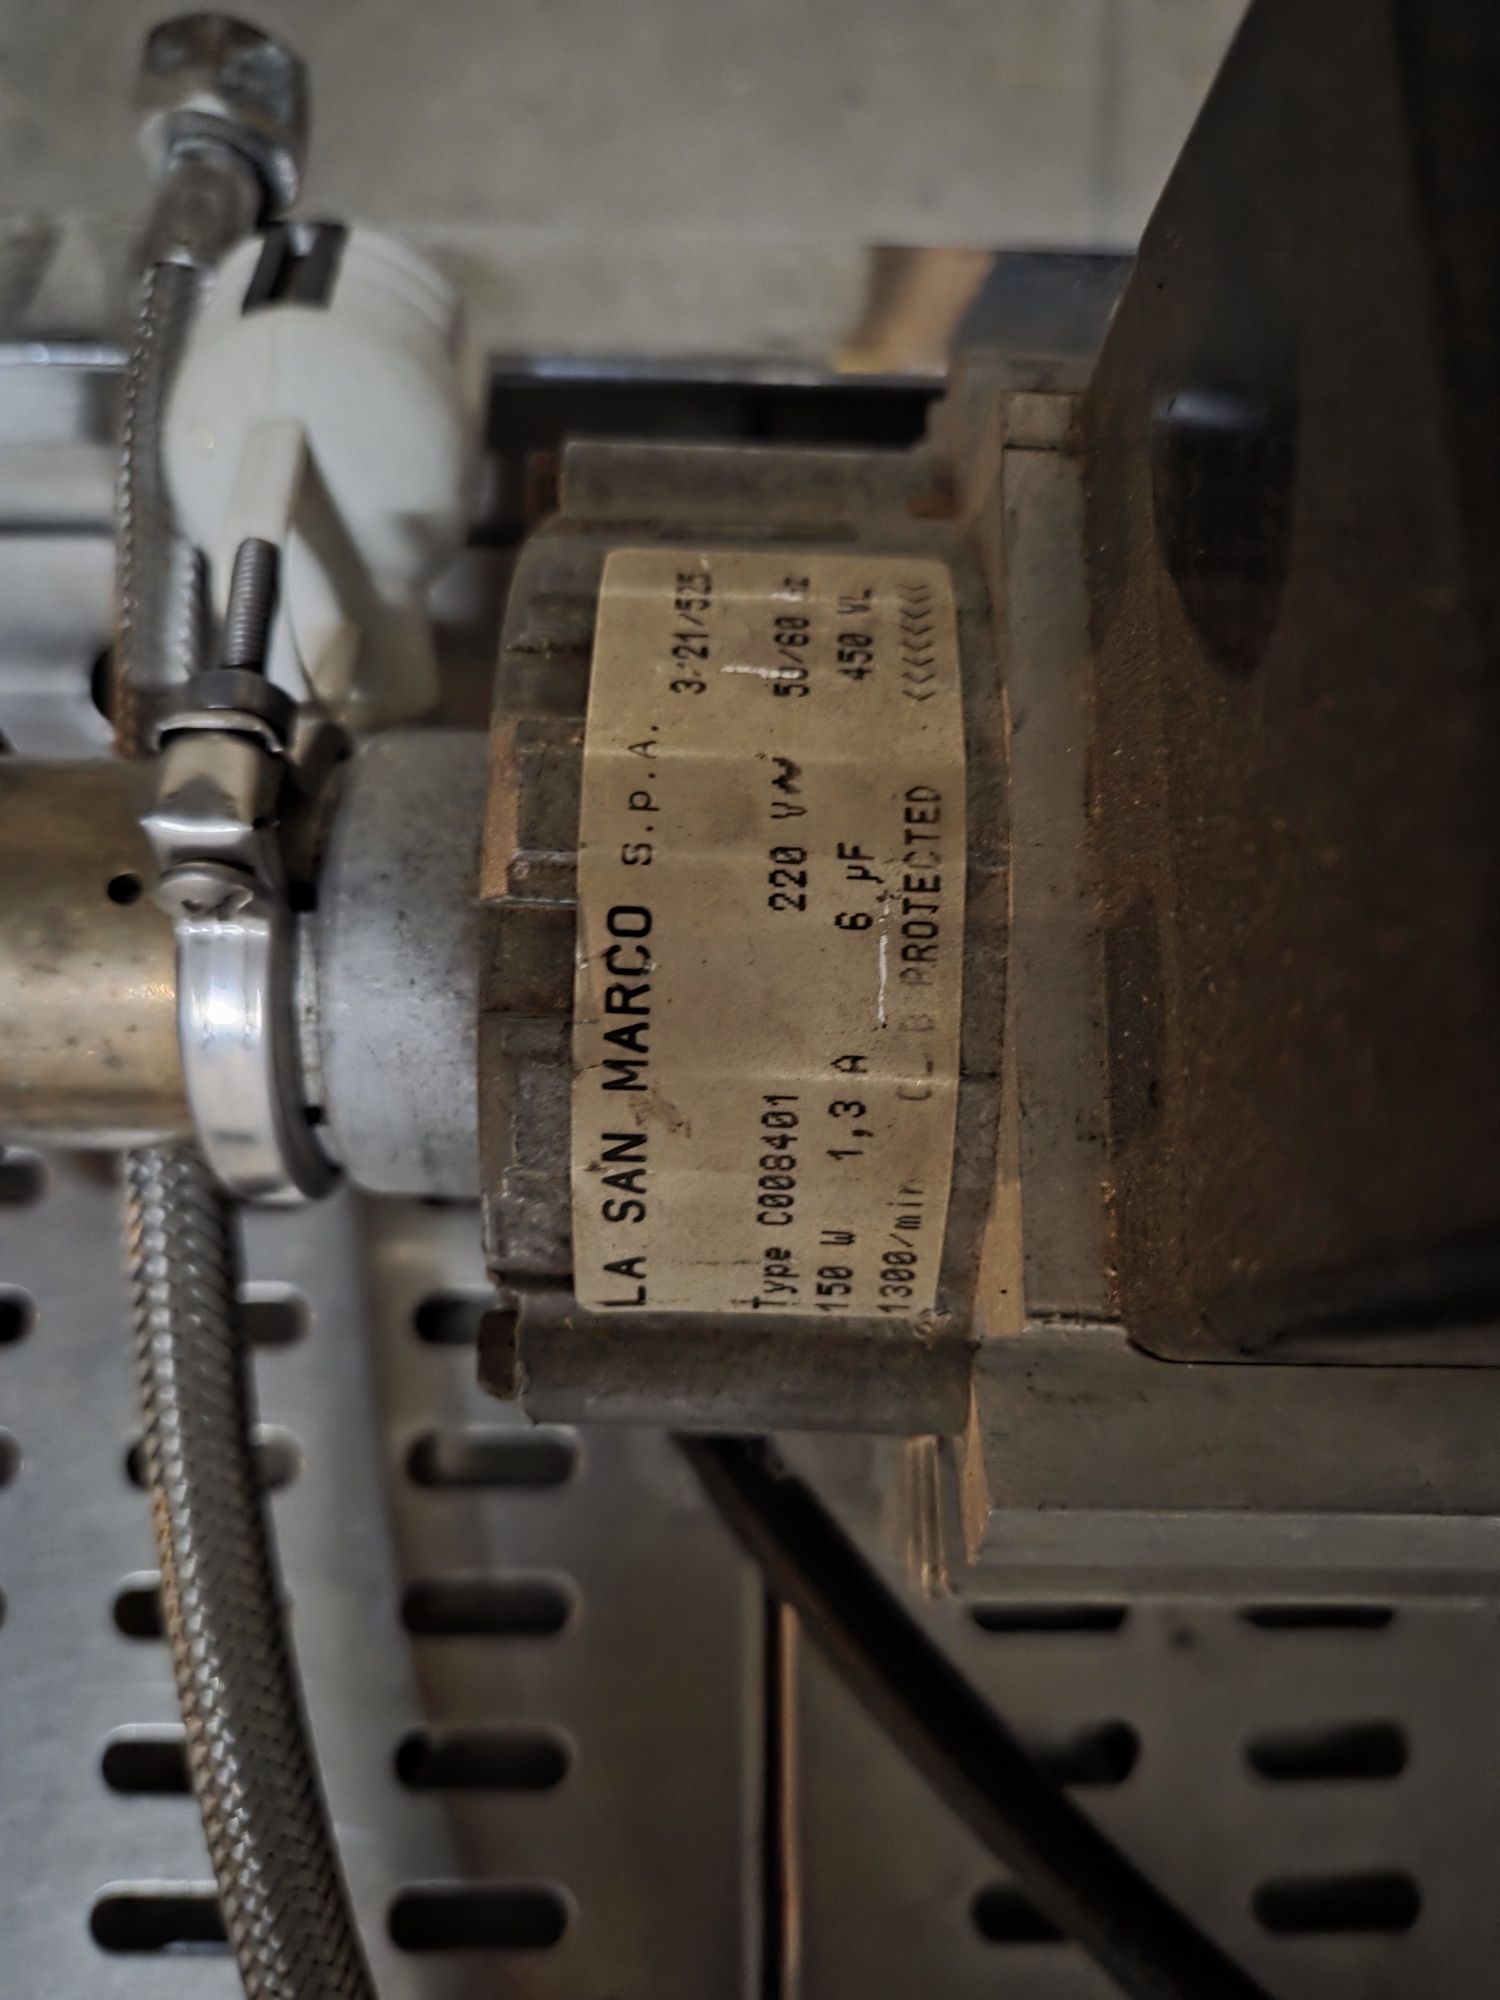 LA SAN MARCO S.p.A.
3/21/525
Type C008401 220 V~ 50/60 Hz
150 W 1,3 A 6 µF 450 VL
1300/min CL B PROTECTED <<<<<<<